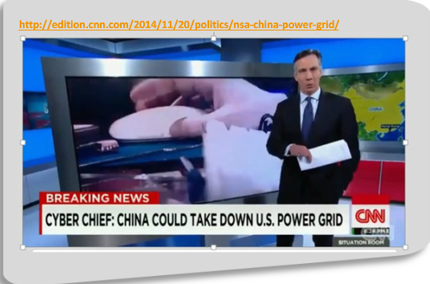 http://edition.cnn.com/2014/11/20/politics/nsa-china-power-grid/
CHINA
BREAKING NEWS
CYBER CHIEF: CHINA COULD TAKE DOWN U.S. POWER GRID
CNN
SITUATION ROOM